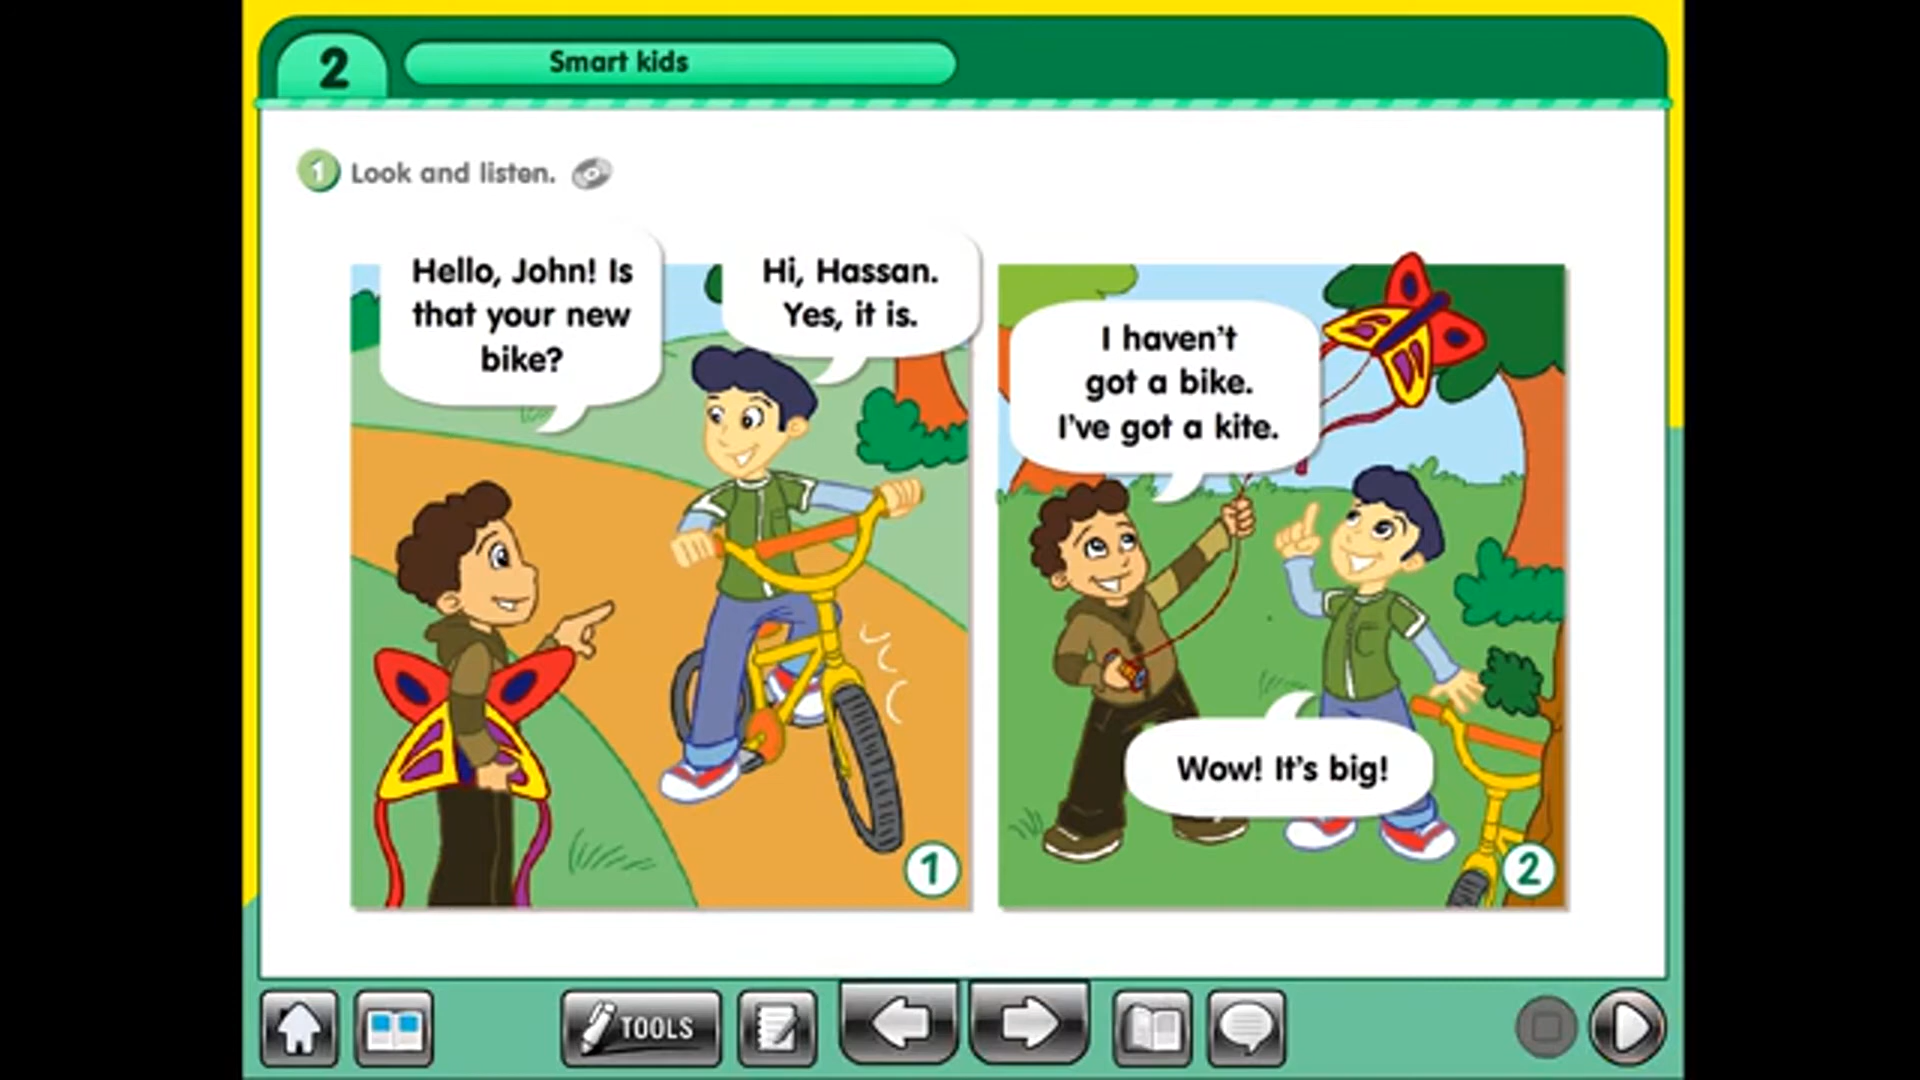 2
Smart kids
1 Look and listen.
Hello, John! Is
that your new
bike?
Hi, Hassan.
Yes, it is.
1
I haven't
got a bike.
I've got a kite.
Wow! It's big!
2
TOOLS